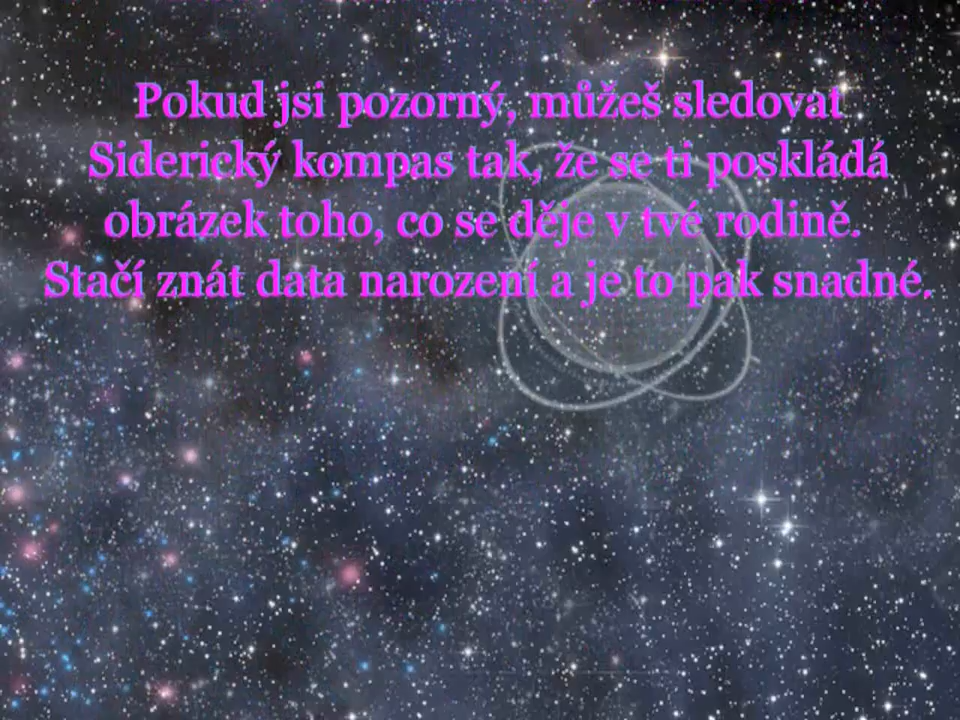 Pokud jsi pozorný, můžeš sledovat
Siderický kompas tak, že se ti poskládá
obrázek toho, co se děje v tvé rodině.
Stačí znát data narození a je to pak snadné.